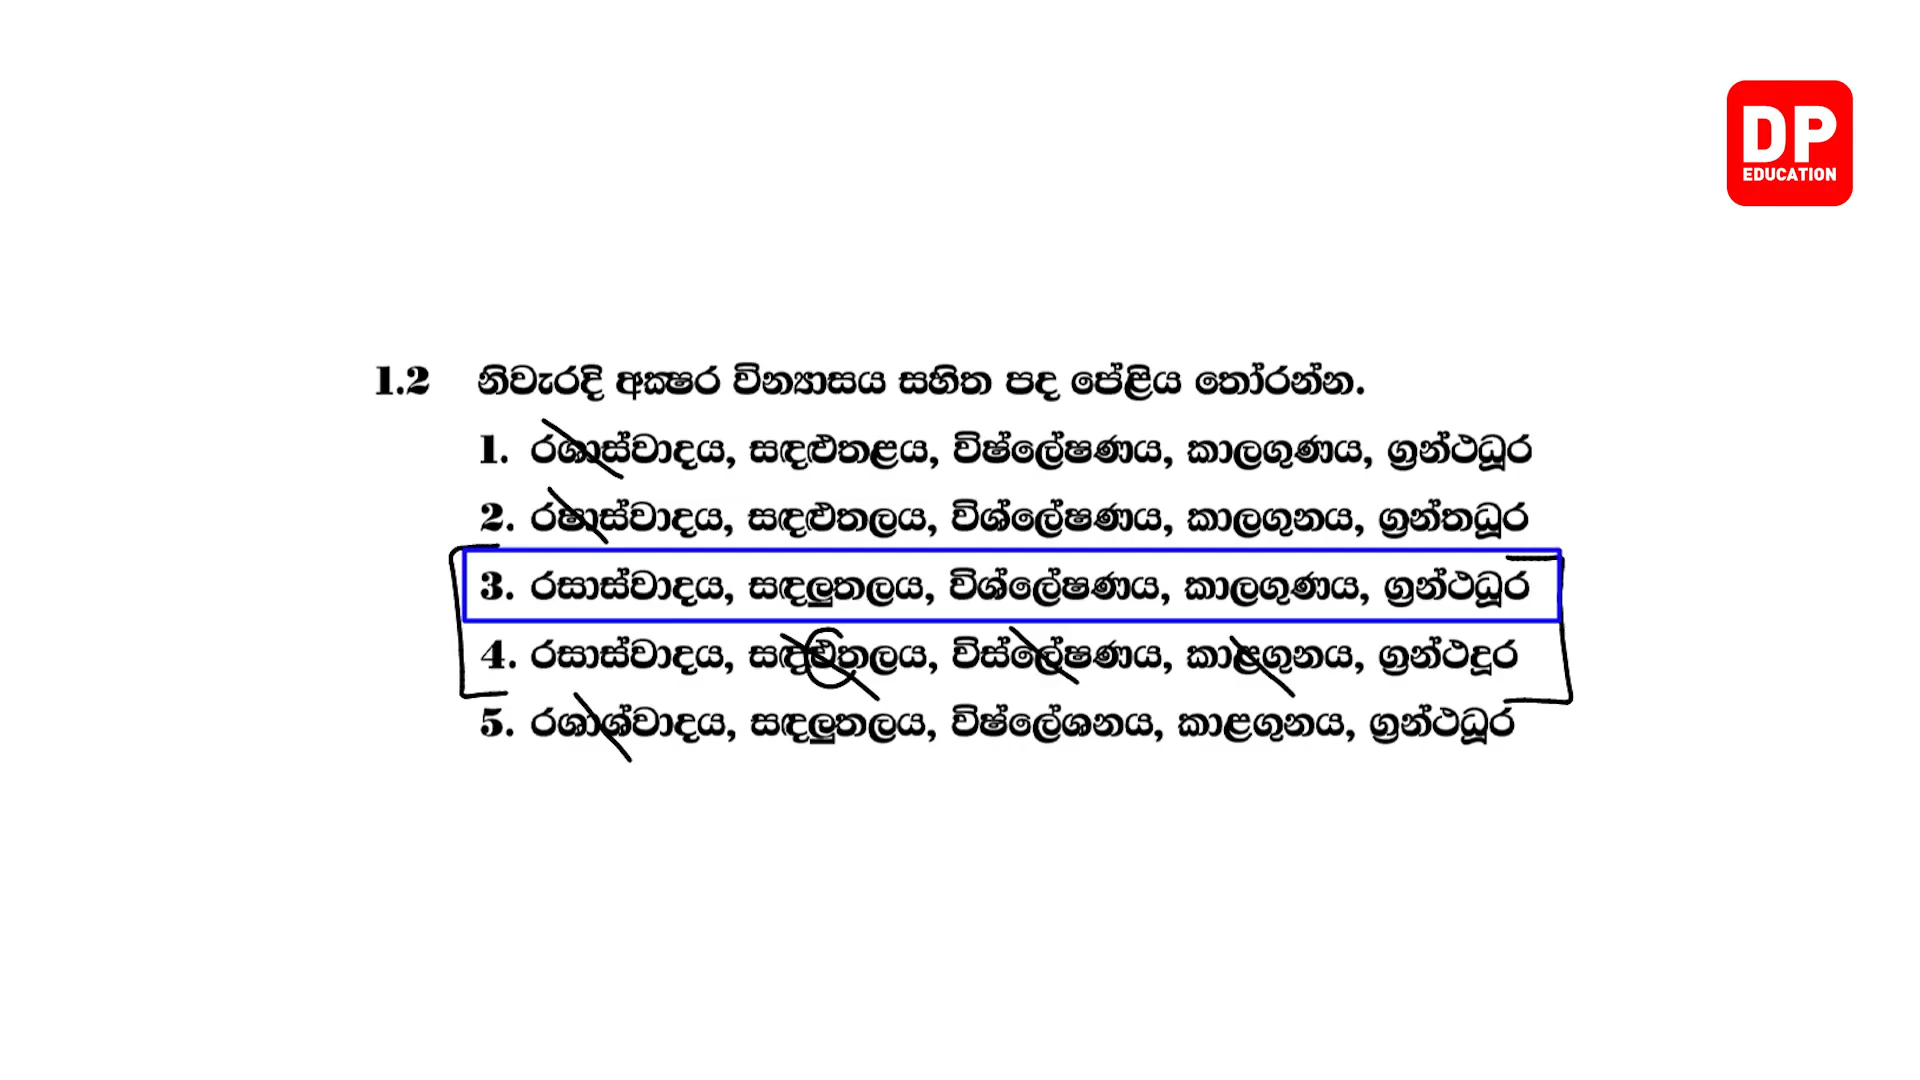 DP
EDUCATION
1.2 නිවැරදි අක්‍ෂර වින්‍යාසය සහිත පද පේළිය තෝරන්න.
1. රශාස්වාදය, සඳළුතළය, විෂ්ලේෂණය, කාලගුණය, ග්‍රන්ථධූර
2. රෂාස්වාදය, සඳළුතලය, විශ්ලේෂණය, කාලගුනය, ග්‍රන්තධූර
3. රසාස්වාදය, සඳලුතලය, විශ්ලේෂණය, කාලගුණය, ග්‍රන්ථධූර
4. රසාස්වාදය, සඳළුතලය, විස්ලේෂණය, කාළගුනය, ග්‍රන්ථදූර
5. රශාශ්වාදය, සඳලුතලය, විෂ්ලේශනය, කාළගුනය, ග්‍රන්ථධූර